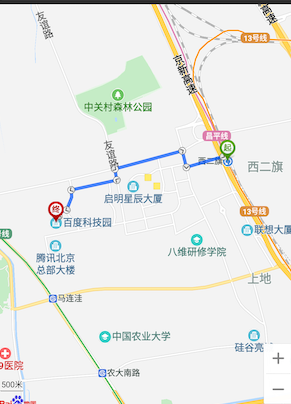 友谊路
13号线
京新高速
中关村森林公园
昌平线
友谊路
起
西二旗
西二旗
启明星辰大厦
终
百度科技园
13号线
联想大厦
八维研修学院
号线
腾讯北京
总部大楼
上地
马连洼
中国农业大学
硅谷亮
9医院
农大南路
500米
Bai